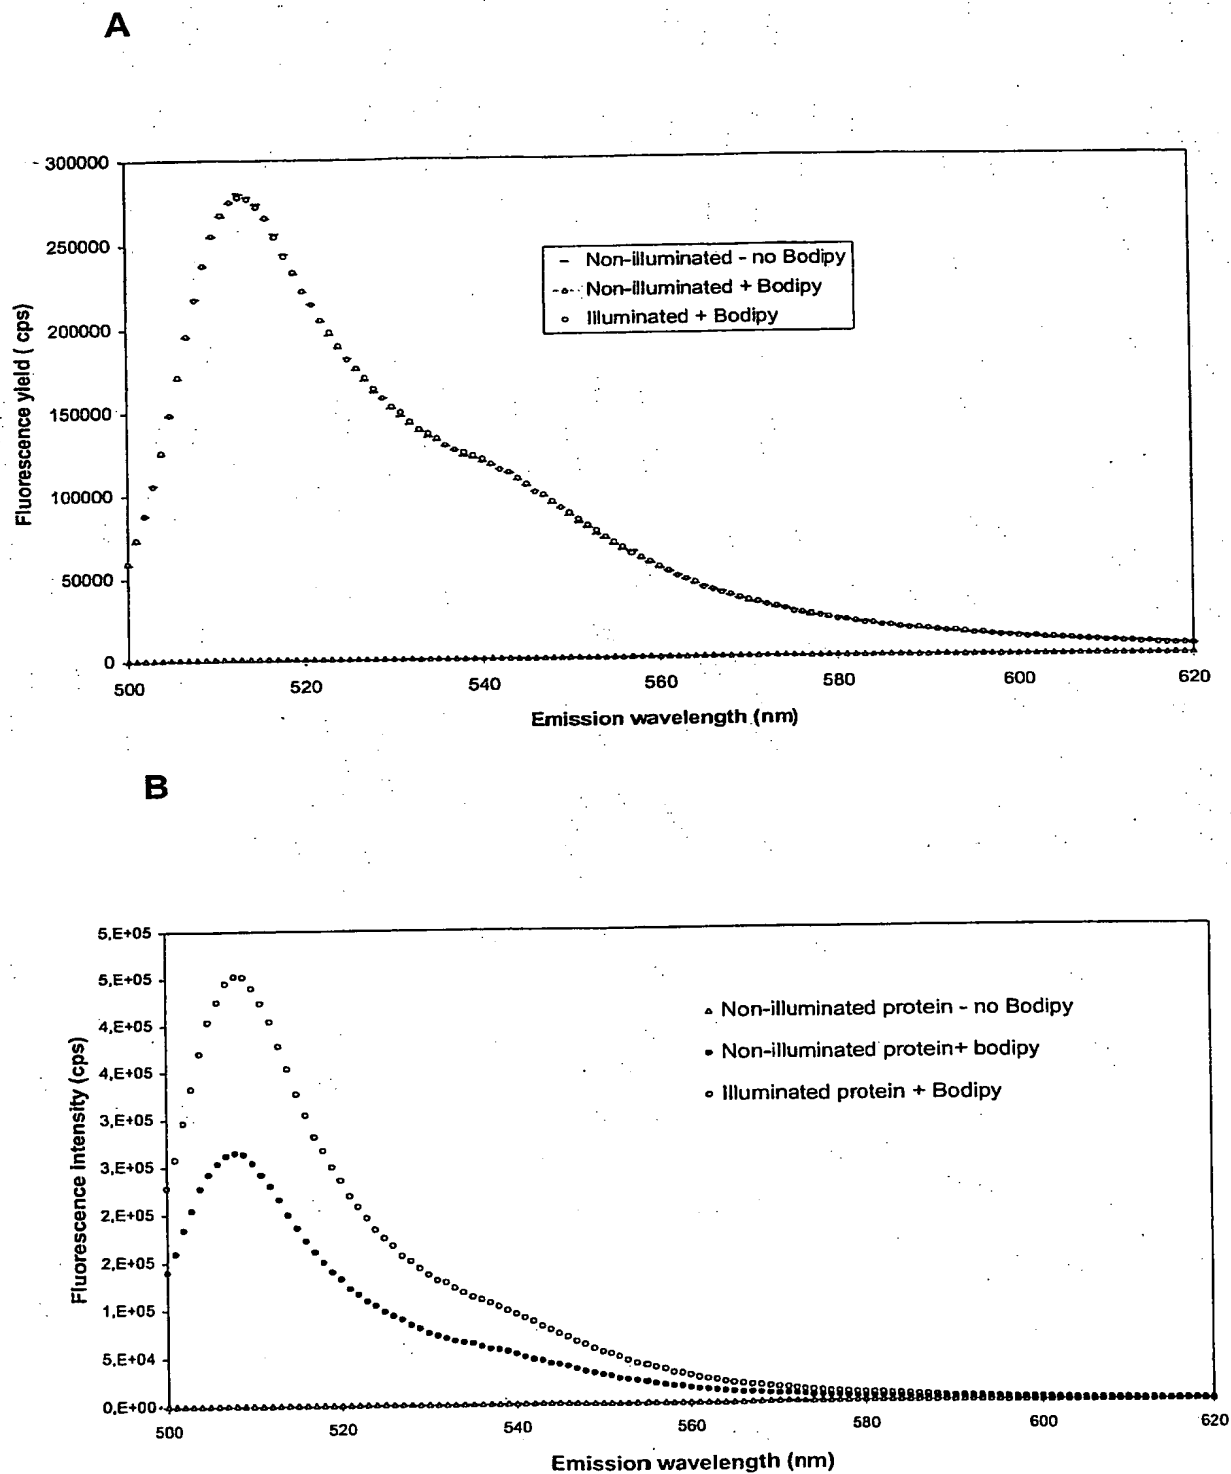 A
300000
250000
200000
150000
100000
50000
0
Fluorescence yield ( cps)
Non-illuminated - no Bodipy
Non-illuminated + Bodipy
Illuminated + Bodipy
500 520 540 560 580 600 620
Emission wavelength (nm)
B
5,E+05
5,E+05
4,E+05
4,E+05
3,E+05
3,E+05
2,E+05
2,E+05
1,E+05
5,E+04
0,E+00
Fluorescence intensity (cps)
Non-illuminated protein - no Bodipy
Non-illuminated protein+ bodipy
Illuminated protein + Bodipy
500 520 540 560 580 600 620
Emission wavelength (nm)